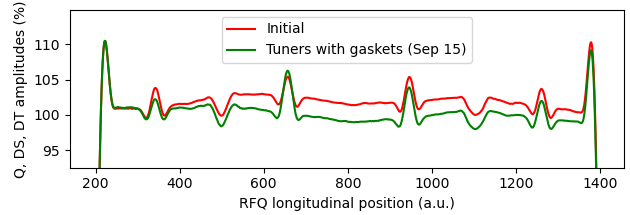 Q, DS, DT amplitudes (%)
110
105
100
95
Initial
Tuners with gaskets (Sep 15)
200 400 600 800 1000 1200 1400
RFQ longitudinal position (a.u.)